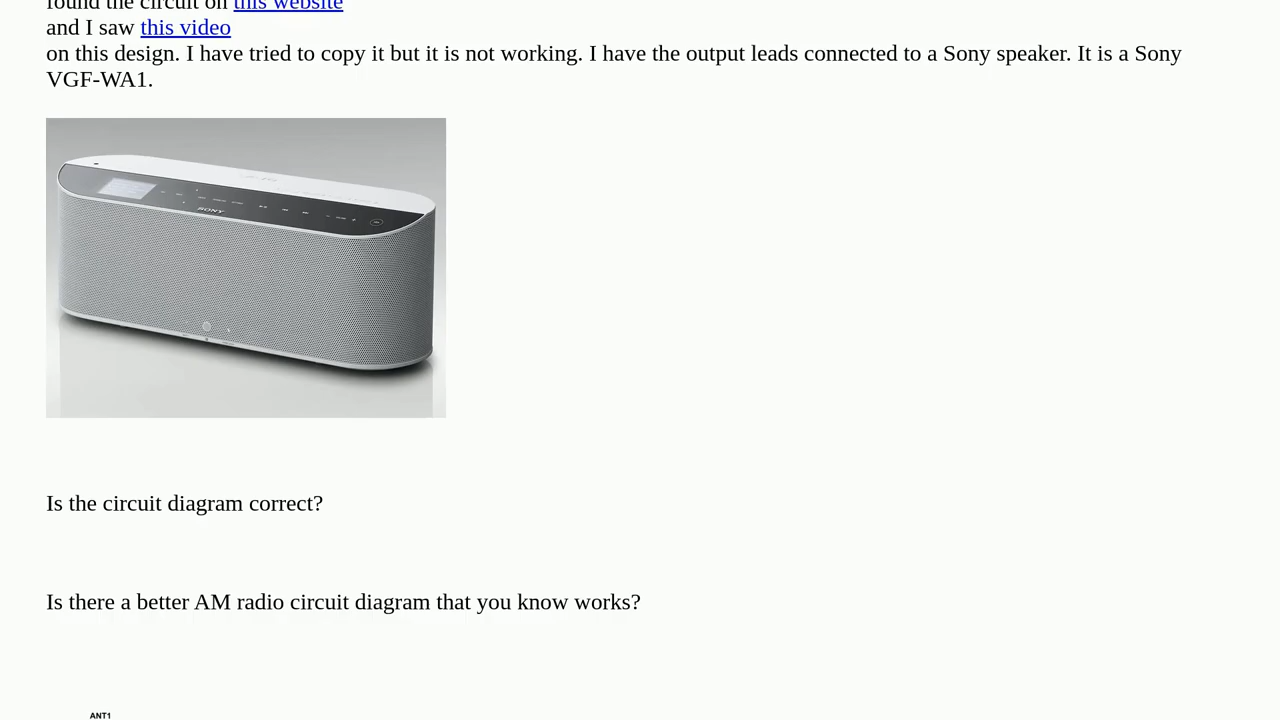 found the circuit on this website
and I saw this video
on this design. I have tried to copy it but it is not working. I have the output leads connected to a Sony speaker. It is a Sony
VGF-WA1.
SONY
Is the circuit diagram correct?
Is there a better AM radio circuit diagram that you know works?
ANT1